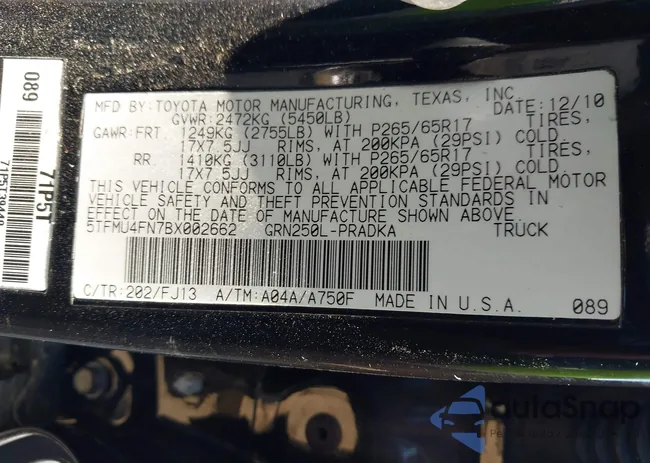 MFD BY:TOYOTA MOTOR MANUFACTURING, TEXAS, INC.
GVWR:2472KG (5450LB) DATE:12/10
GAWR:FRT. 1249KG (2755LB) WITH P265/65R17 TIRES,
17X7.5JJ RIMS, AT 200KPA (29PSI) COLD
RR. 1410KG (3110LB) WITH P265/65R17 TIRES,
17X7.5JJ RIMS, AT 200KPA (29PSI) COLD
THIS VEHICLE CONFORMS TO ALL APPLICABLE FEDERAL MOTOR
VEHICLE SAFETY AND THEFT PREVENTION STANDARDS IN
EFFECT ON THE DATE OF MANUFACTURE SHOWN ABOVE.
5TFMU4FN7BX002662 GRN250L-PRADKA TRUCK
C/TR:202/FJ13 A/TM:A04A/A750F MADE IN U.S.A. 089
089
71P5T
autoSnap